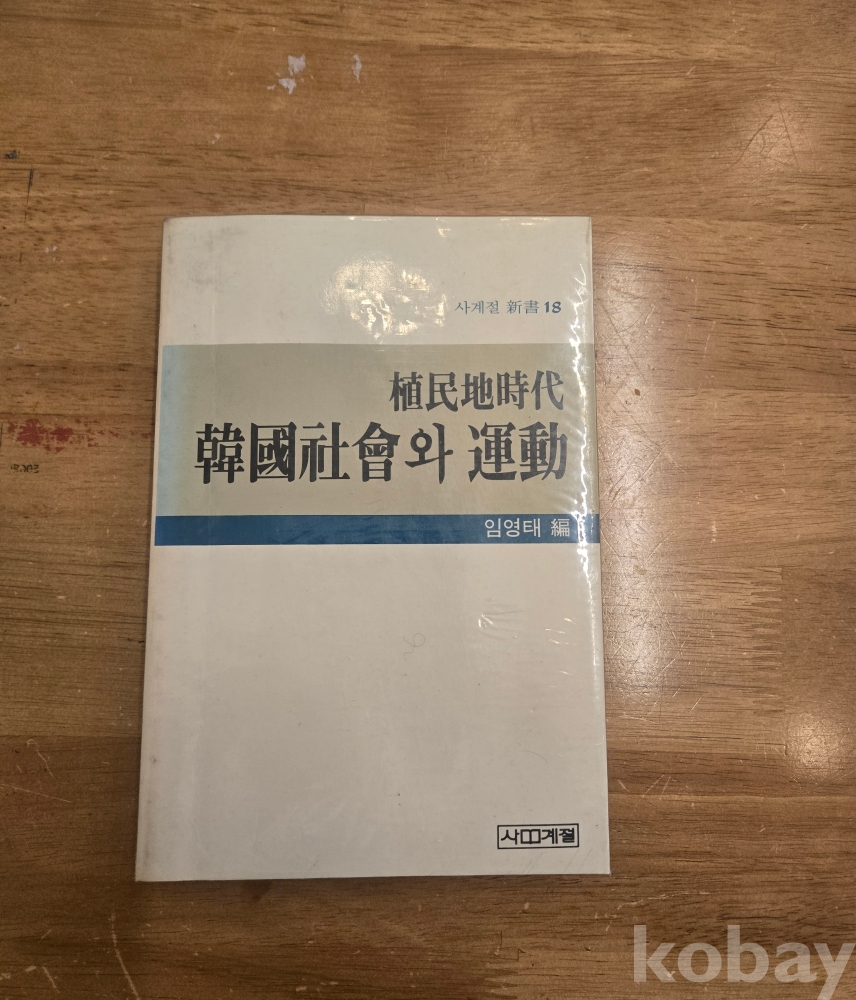 사계절 新書 18
植民地時代
韓國社會와 運動
임영태 編
사계절
kobay